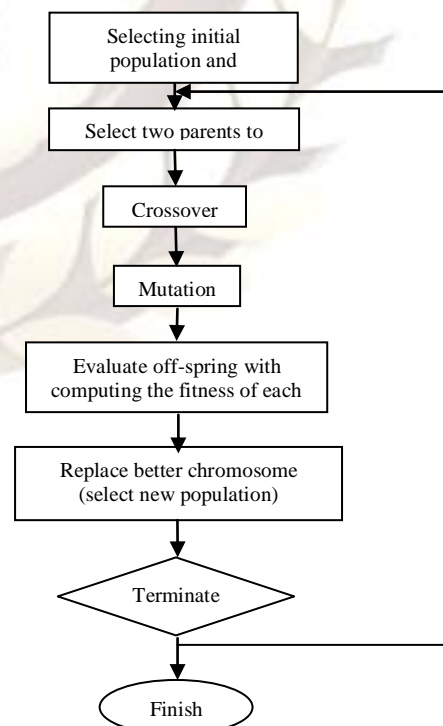 Selecting initial
population and
Select two parents to
Crossover
Mutation
Evaluate off-spring with
computing the fitness of each
Replace better chromosome
(select new population)
Terminate
Finish